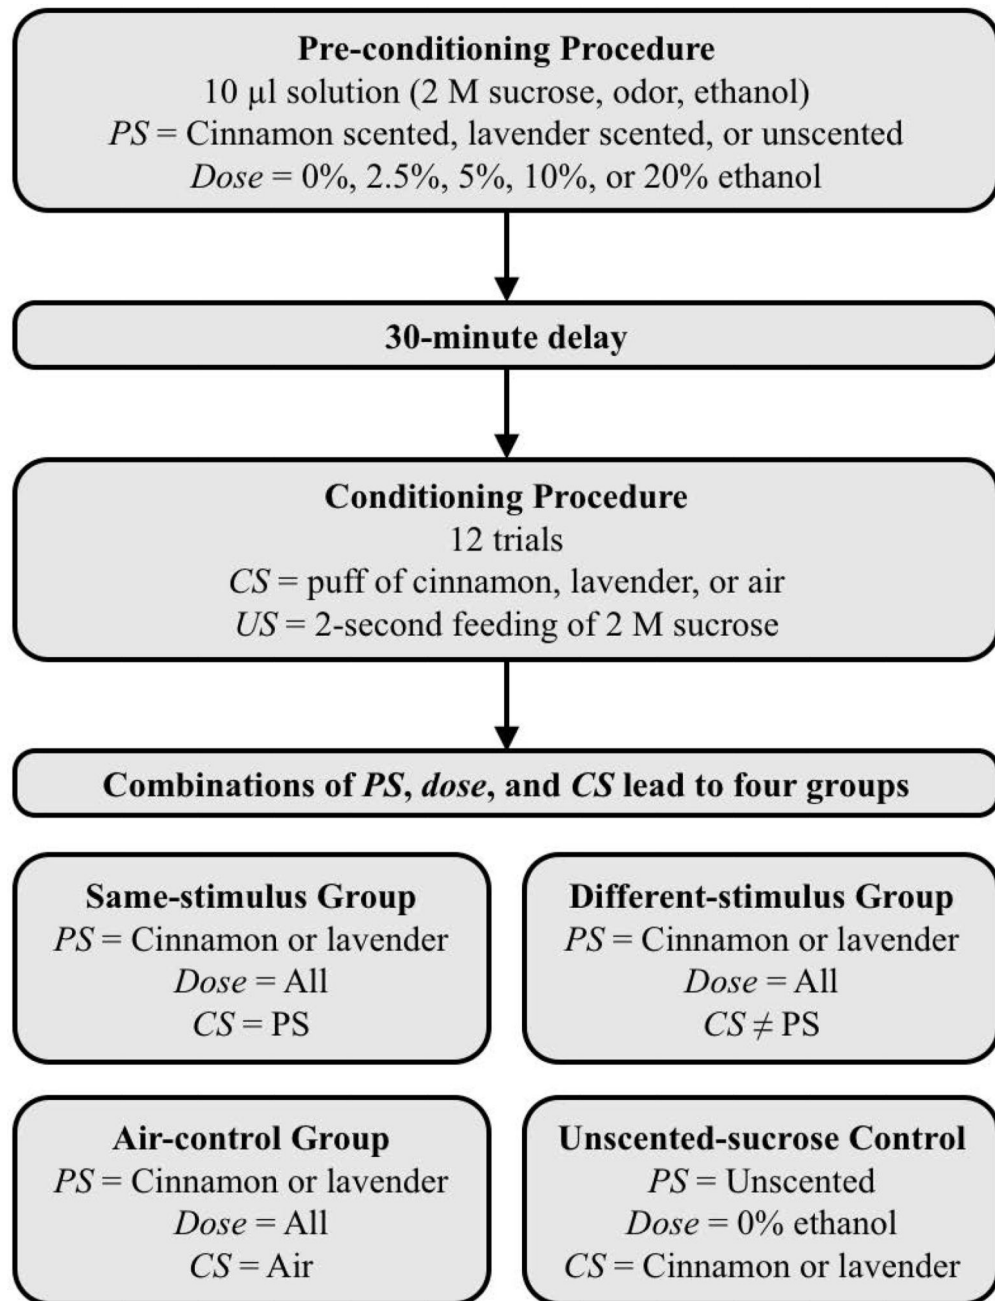 Pre-conditioning Procedure
10 µl solution (2 M sucrose, odor, ethanol)
PS = Cinnamon scented, lavender scented, or unscented
Dose = 0%, 2.5%, 5%, 10%, or 20% ethanol
30-minute delay
Conditioning Procedure
12 trials
CS = puff of cinnamon, lavender, or air
US = 2-second feeding of 2 M sucrose
Combinations of PS, dose, and CS lead to four groups
Same-stimulus Group
PS = Cinnamon or lavender
Dose = All
CS = PS
Different-stimulus Group
PS = Cinnamon or lavender
Dose = All
CS ≠ PS
Air-control Group
PS = Cinnamon or lavender
Dose = All
CS = Air
Unscented-sucrose Control
PS = Unscented
Dose = 0% ethanol
CS = Cinnamon or lavender